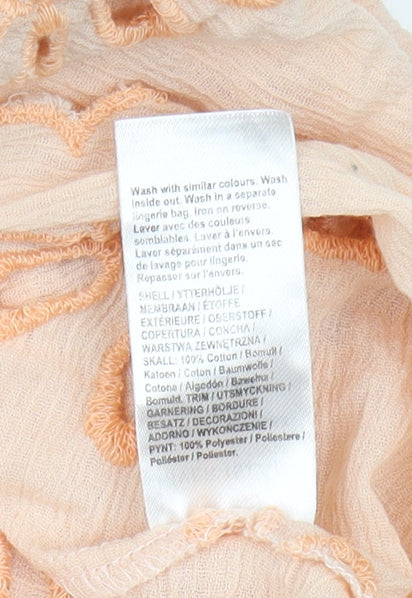 Wash with similar colours. Wash
inside out. Wash in a separate
lingerie bag. Iron on reverse.
Laver avec des couleurs
semblables. Laver à l'envers.
Laver séparément dans un sac
de lavage pour lingerie.
Repasser sur l'envers.
SHELL / YTTERHÖLJE /
MEMBRAAN / ÉTOFFE
EXTÉRIEURE / OBERSTOFF /
COPERTURA / CONCHA /
WARSTWA ZEWNĘTRZNA /
SKALL: 100% Cotton / Bomull /
Katoen / Coton / Baumwolle /
Cotone / Algodón / Bawełna /
Bomuld. TRIM / UTSMYCKNING /
GARNERING / BORDURE /
BESATZ / DECORAZIONI /
ADORNO / WYKOŃCZENIE /
PYNT: 100% Polyester / Poliestere /
Poliéster / Poliester.